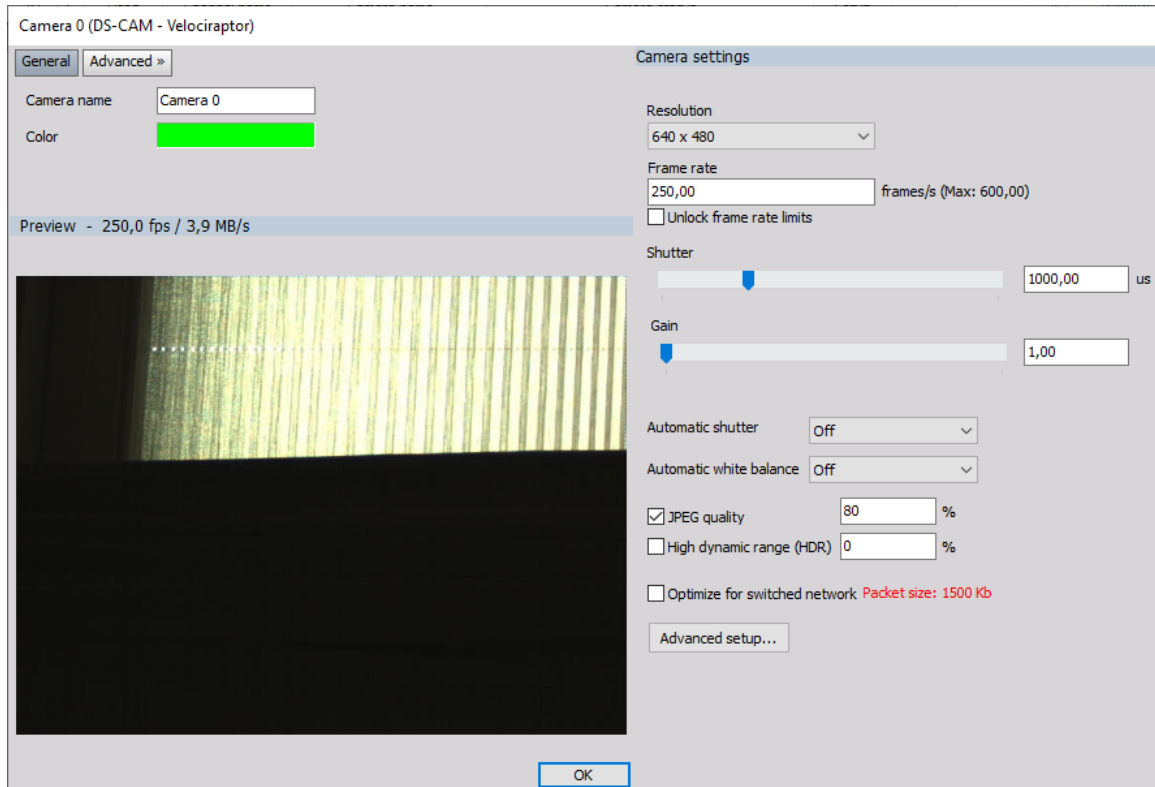 Camera 0 (DS-CAM - Velociraptor)
General
Advanced »
Camera name
Camera 0
Color
Preview - 250,0 fps / 3,9 MB/s
Camera settings
Resolution
640 x 480
Frame rate
250,00
frames/s (Max: 600,00)
Unlock frame rate limits
Shutter
1000,00
us
Gain
1,00
Automatic shutter
Off
Automatic white balance
Off
JPEG quality
80
%
High dynamic range (HDR)
0
%
Optimize for switched network
Packet size: 1500 Kb
Advanced setup...
OK